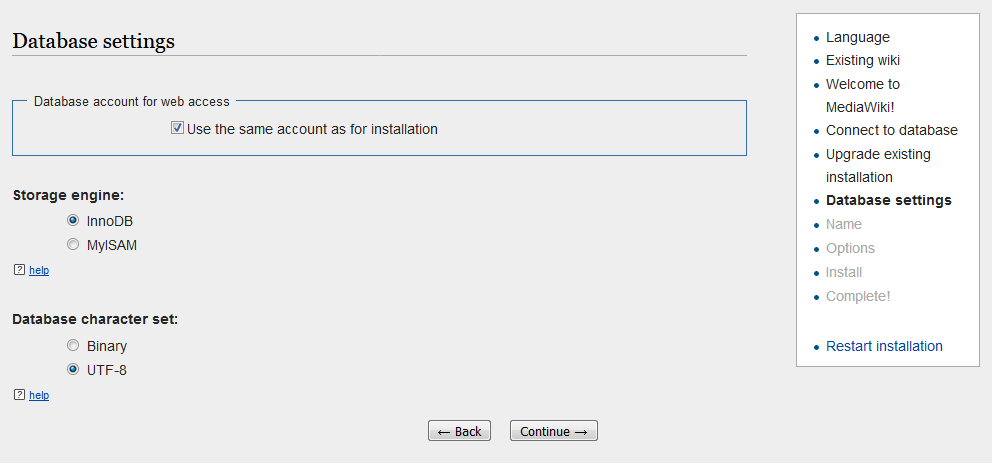 Database settings
Database account for web access
Use the same account as for installation
Storage engine:
InnoDB
MyISAM
? help
Database character set:
Binary
UTF-8
? help
← Back
Continue →
Language
Existing wiki
Welcome to
MediaWiki!
Connect to database
Upgrade existing
installation
Database settings
Name
Options
Install
Complete!
Restart installation